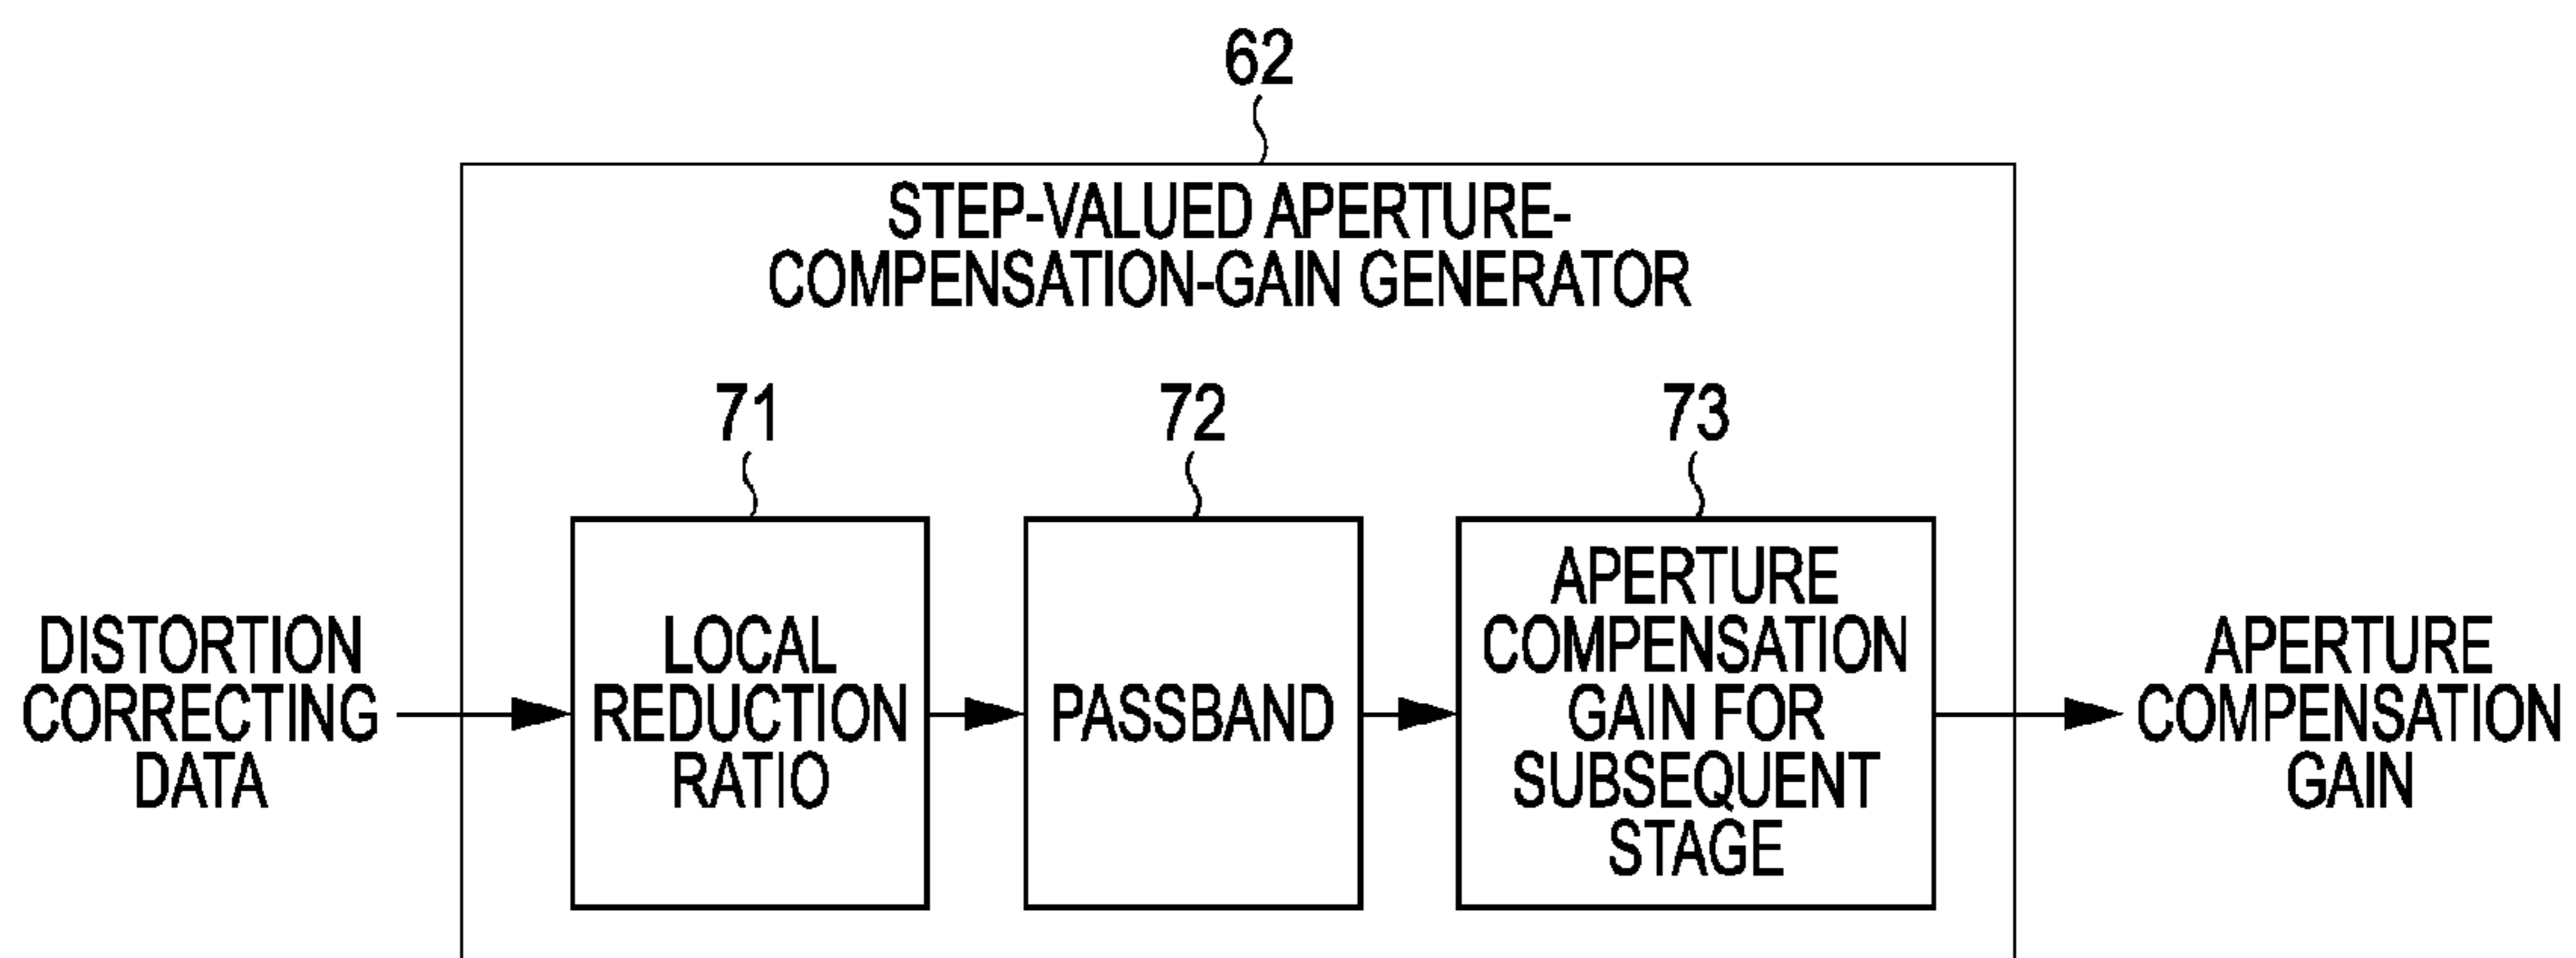 62
STEP-VALUED APERTURE-
COMPENSATION-GAIN GENERATOR
71
72
73
DISTORTION
CORRECTING
DATA
LOCAL
REDUCTION
RATIO
PASSBAND
APERTURE
COMPENSATION
GAIN FOR
SUBSEQUENT
STAGE
APERTURE
COMPENSATION
GAIN